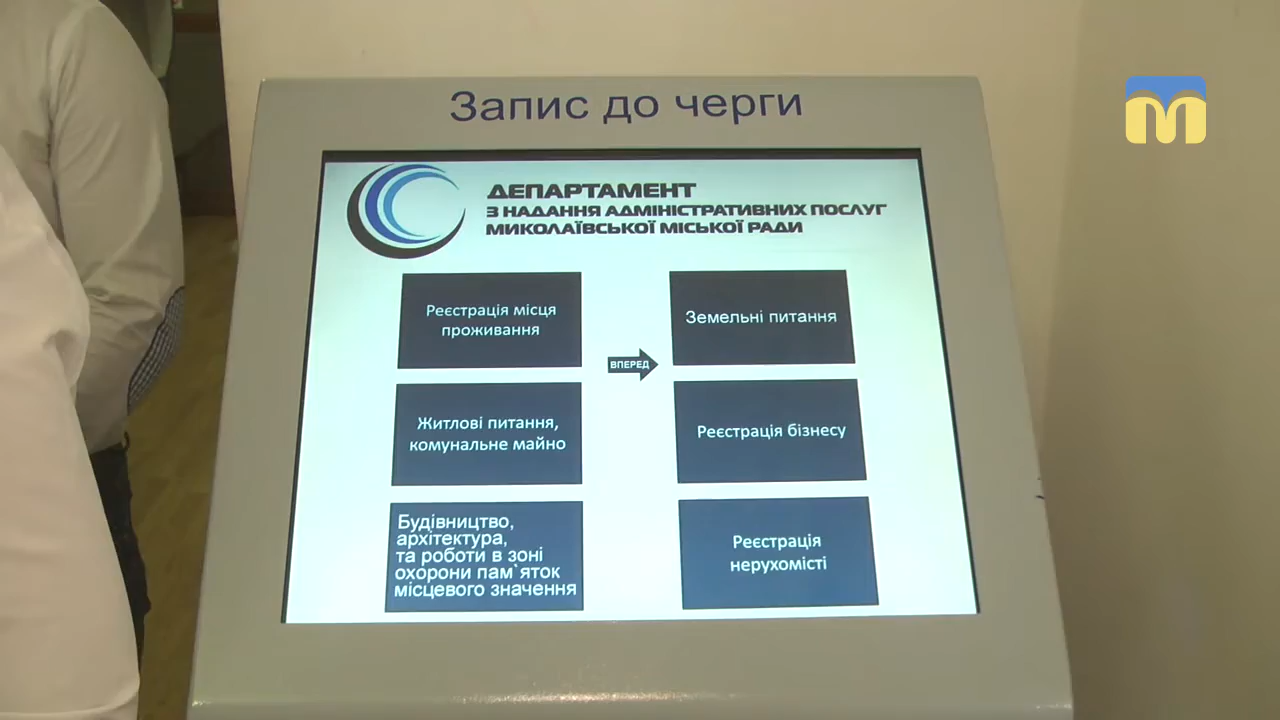 Запис до черги
ДЕПАРТАМЕНТ
З НАДАННЯ АДМІНІСТРАТИВНИХ ПОСЛУГ
МИКОЛАЇВСЬКОЇ МІСЬКОЇ РАДИ
Реєстрація місця
проживання
Земельні питання
ВПЕРЕД
Житлові питання,
комунальне майно
Реєстрація бізнесу
Будівництво,
архітектура,
та роботи в зоні
охорони пам`яток
місцевого значення
Реєстрація
нерухомісті